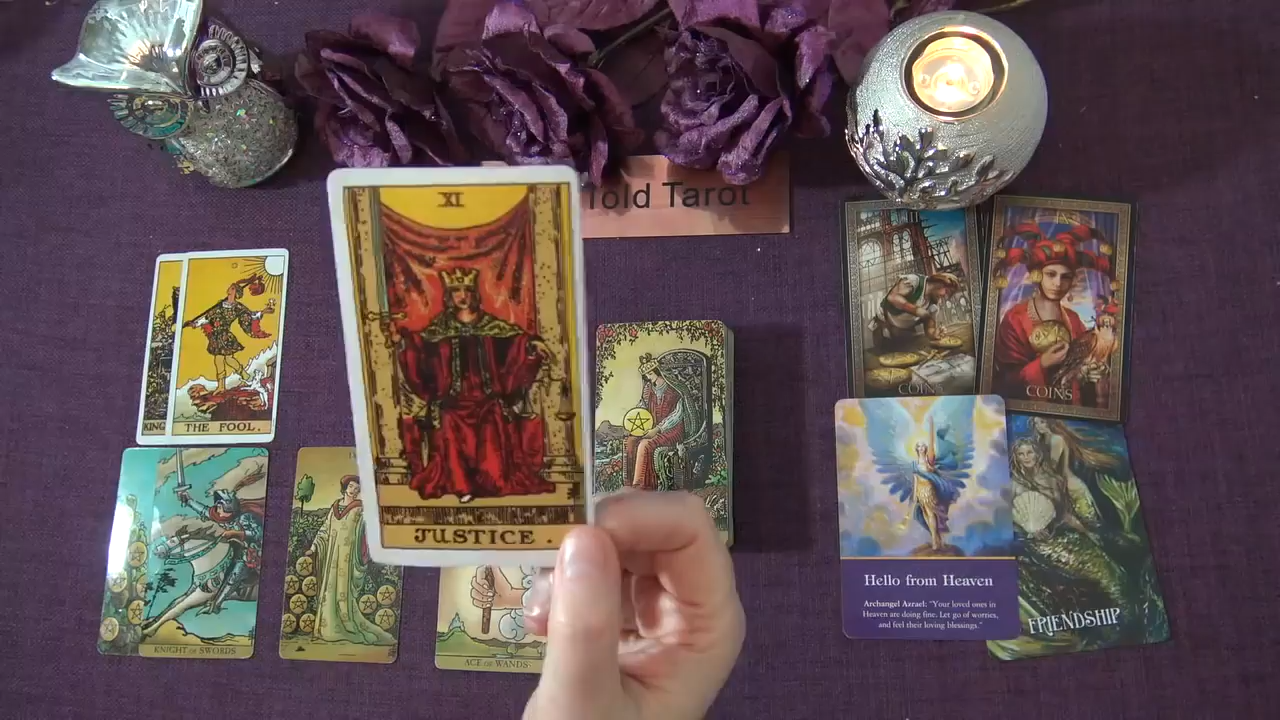 Told Tarot
XI
JUSTICE .
KING
THE FOOL.
COINS
COINS
KNIGHT OF SWORDS
ACE OF WANDS
Hello from Heaven
Archangel Azrael: "Your loved ones in
Heaven are doing fine. Let go of worries,
and feel their loving blessings."
FRIENDSHIP